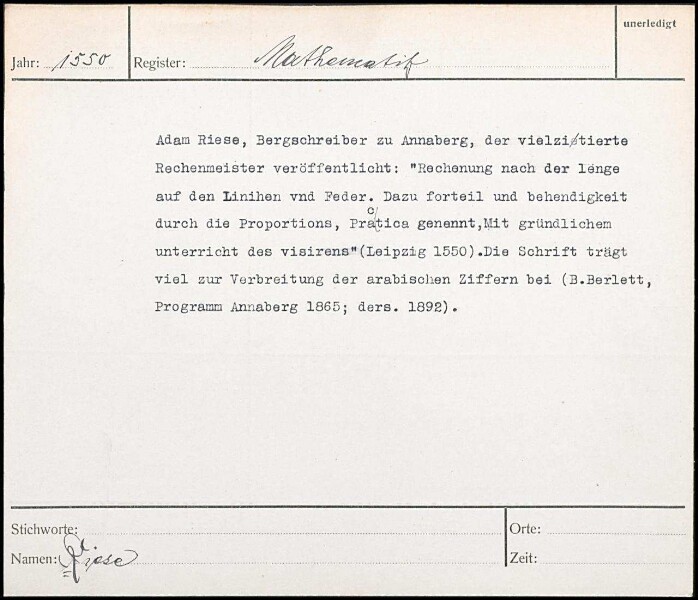 unerledigt
Jahr: 1550 Register: Mathematik
Adam Riese, Bergschreiber zu Annaberg, der vielzitierte
Rechenmeister veröffentlicht: "Rechenung nach der lenge
auf den Linihen vnd Feder. Dazu forteil und behendigkeit
durch die Proportions, Practica genennt,Mit gründlichem
unterricht des visirens"(Leipzig 1550).Die Schrift trägt
viel zur Verbreitung der arabischen Ziffern bei (B.Berlett,
Programm Annaberg 1865; ders. 1892).
Stichworte: Orte:
Namen: Riese Zeit: